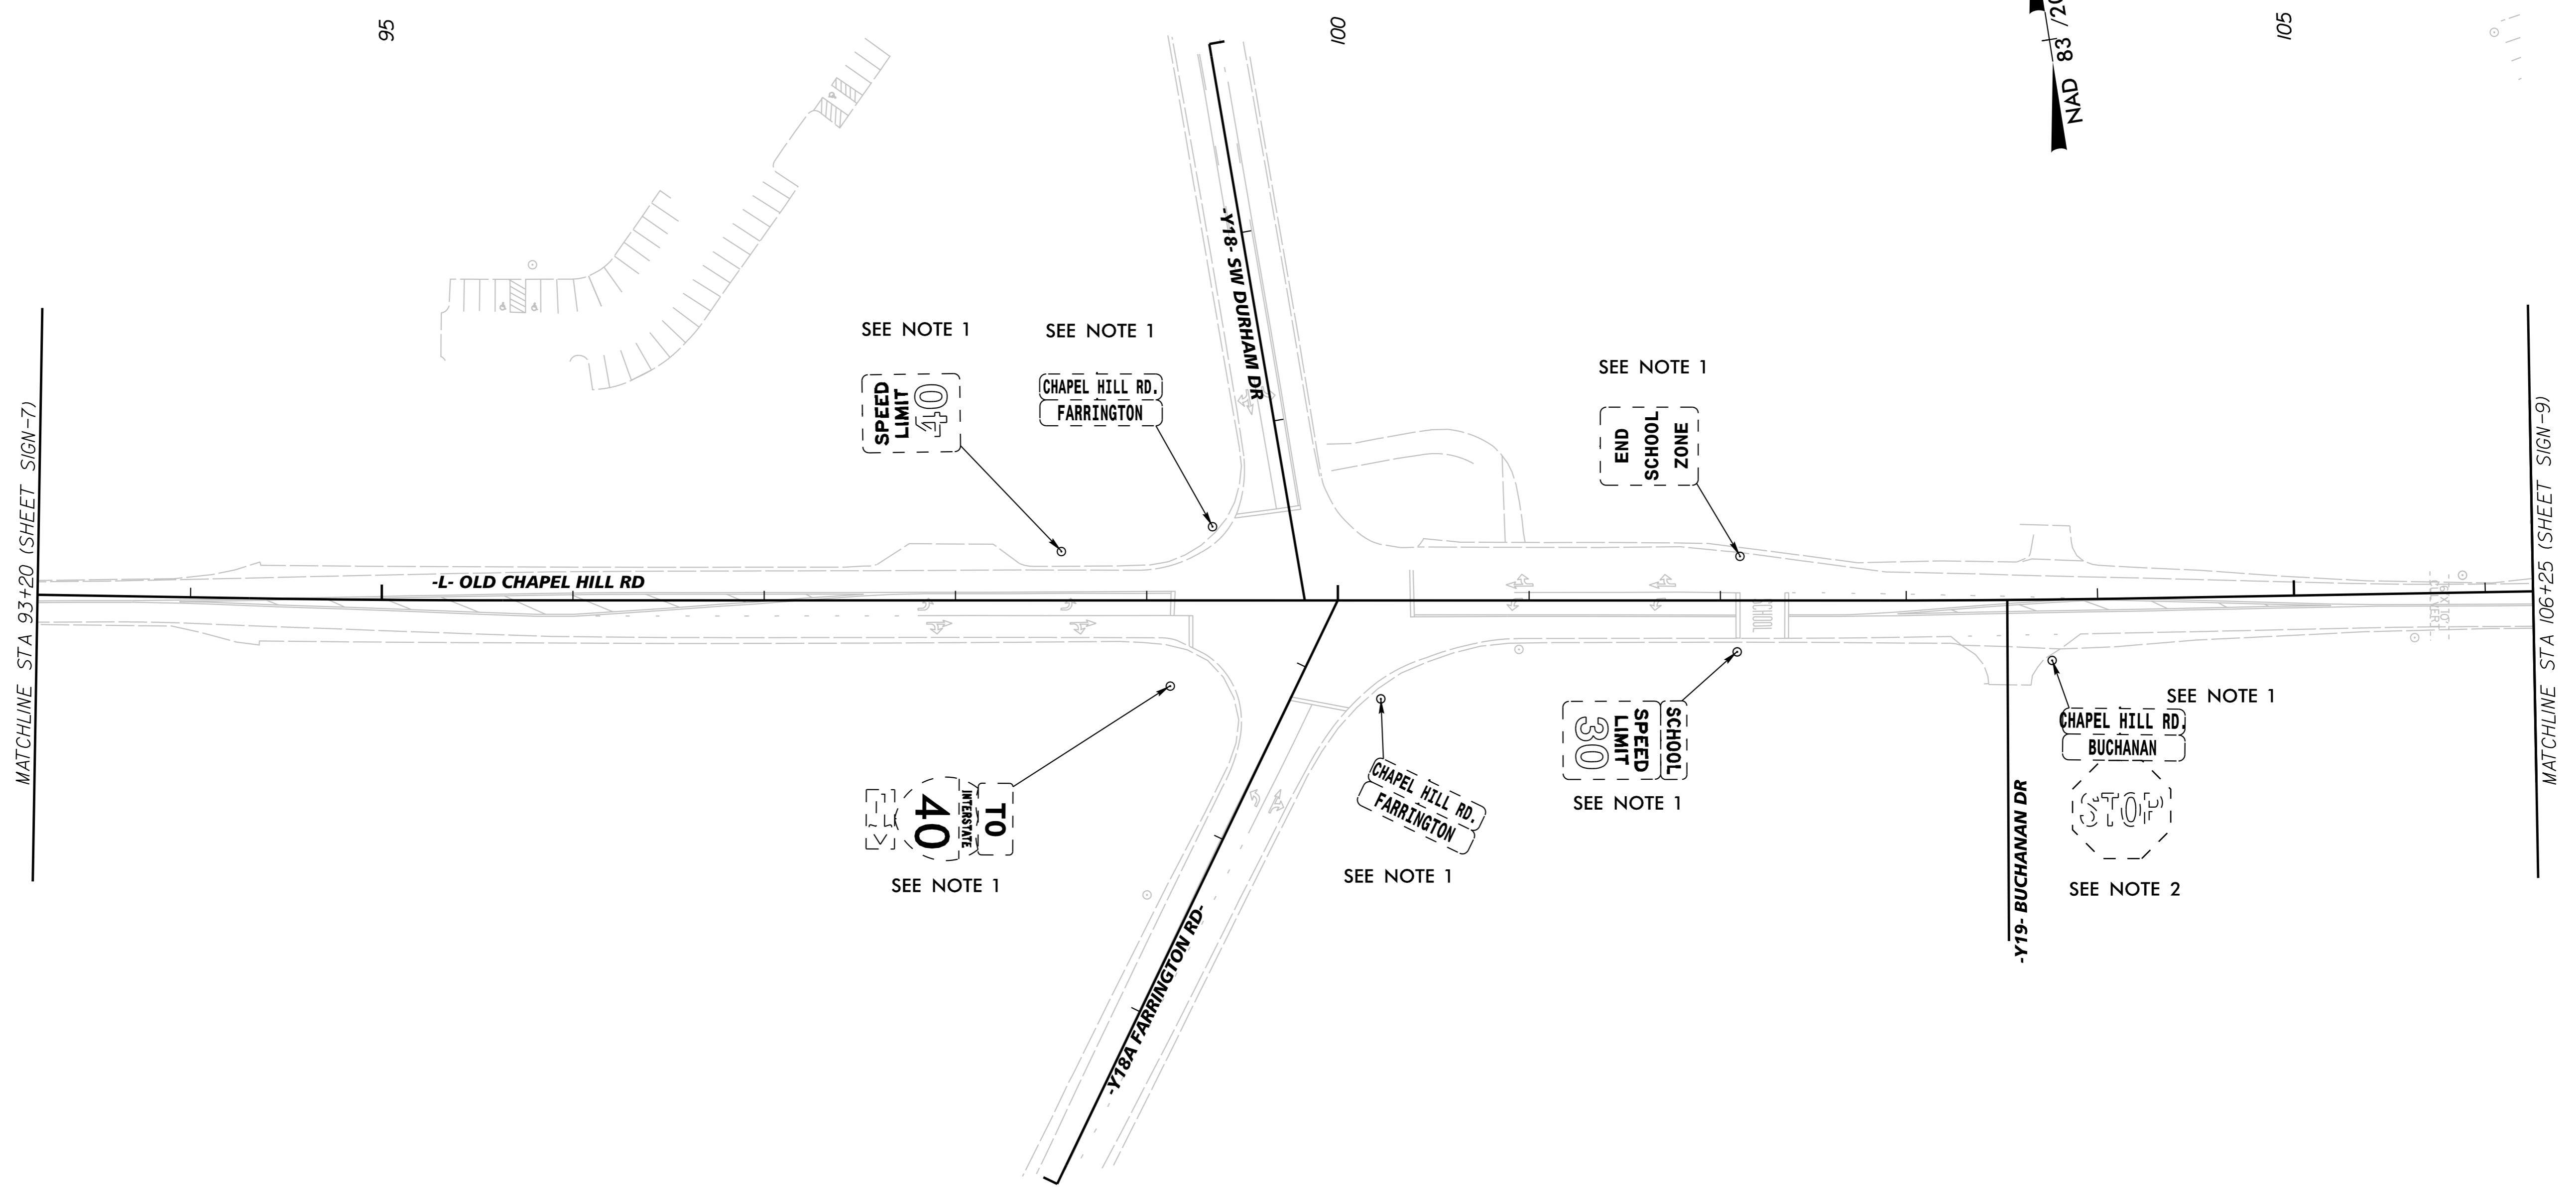 95
100
105
NAD 83 /20
SEE NOTE 1
SPEED
LIMIT
40
SEE NOTE 1
CHAPEL HILL RD.
FARRINGTON
-Y18- SW DURHAM DR
SEE NOTE 1
END
SCHOOL
ZONE
MATCHLINE STA 93+20 (SHEET SIGN-7)
-L- OLD CHAPEL HILL RD
SCHOOL
MATCHLINE STA 106+25 (SHEET SIGN-9)
TO
INTERSTATE
40
SEE NOTE 1
-Y18A FARRINGTON RD-
CHAPEL HILL RD.
FARRINGTON
SEE NOTE 1
SCHOOL
SPEED
LIMIT
30
SEE NOTE 1
-Y19- BUCHANAN DR
SEE NOTE 1
CHAPEL HILL RD.
BUCHANAN
STOP
SEE NOTE 2